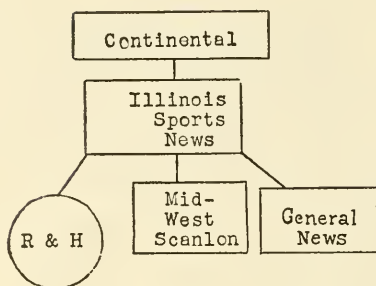 Continental
Illinois
Sports
News
R & H
Mid-
West
Scanlon
General
News